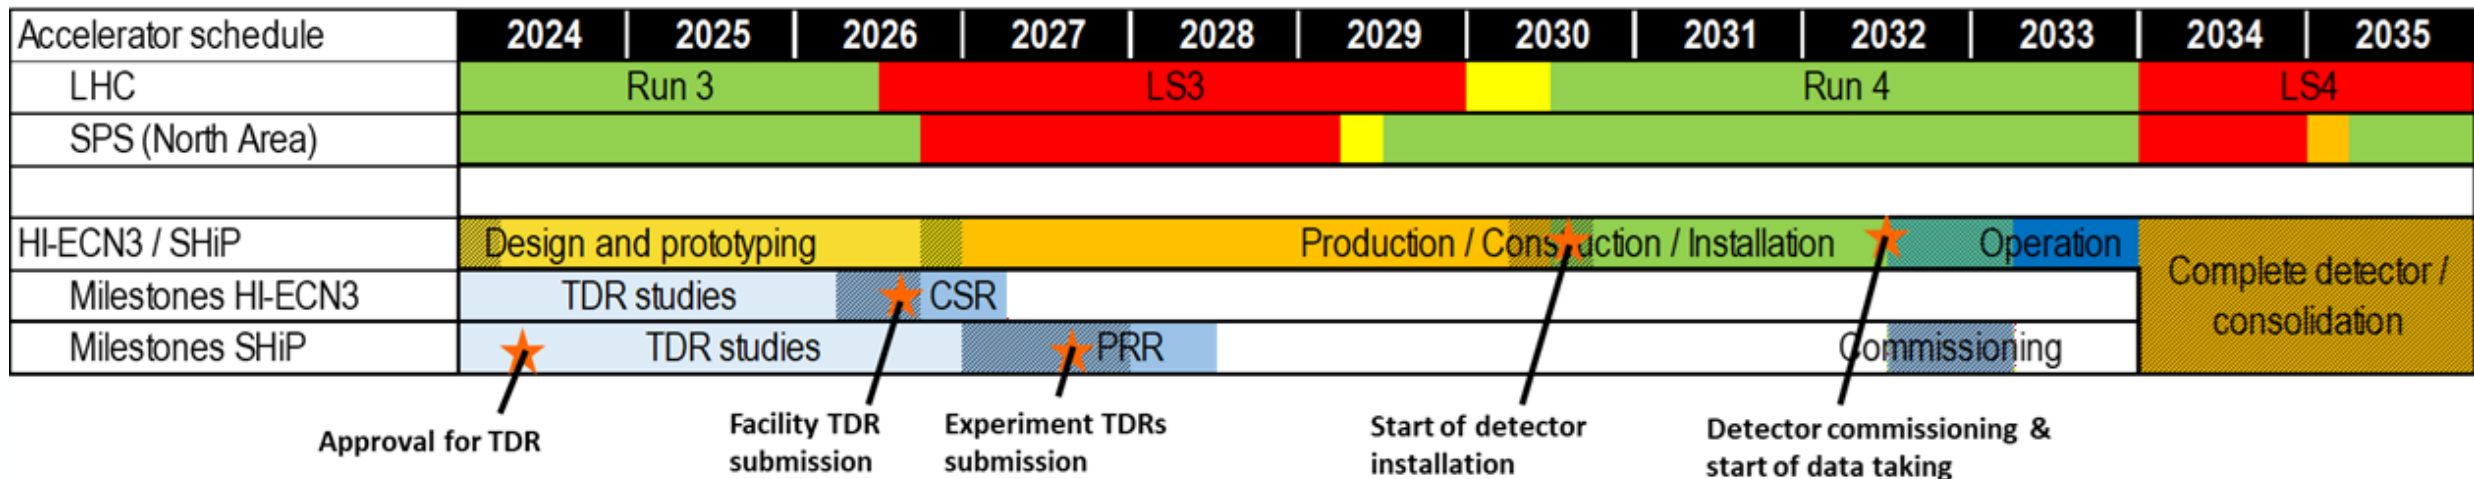 Accelerator schedule 2024 2025 2026 2027 2028 2029 2030 2031 2032 2033 2034 2035
LHC Run 3 LS3 Run 4 LS4
SPS (North Area)
HI-ECN3 / SHiP Design and prototyping Production / Construction / Installation Operation
Complete detector /
consolidation
Milestones HI-ECN3 TDR studies CSR
Milestones SHiP TDR studies PRR Commissioning
Approval for TDR
Facility TDR
submission
Experiment TDRs
submission
Start of detector
installation
Detector commissioning &
start of data taking